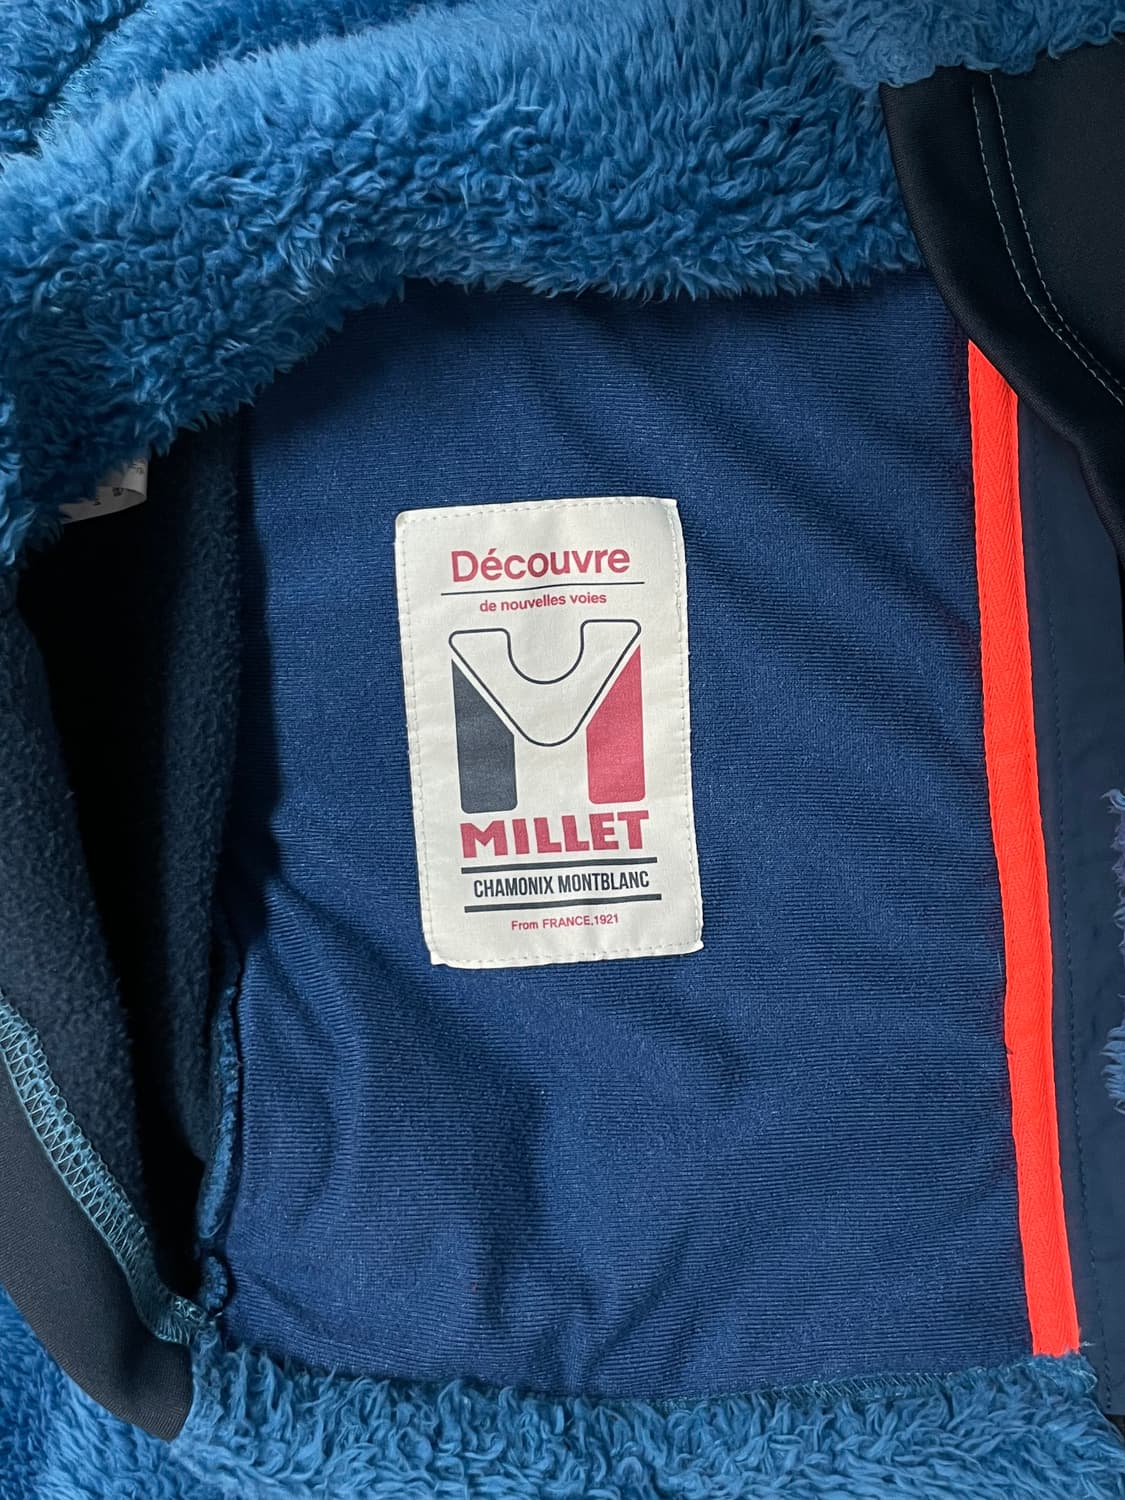 Découvre
de nouvelles voies
MILLET
CHAMONIX MONTBLANC
From FRANCE,1921